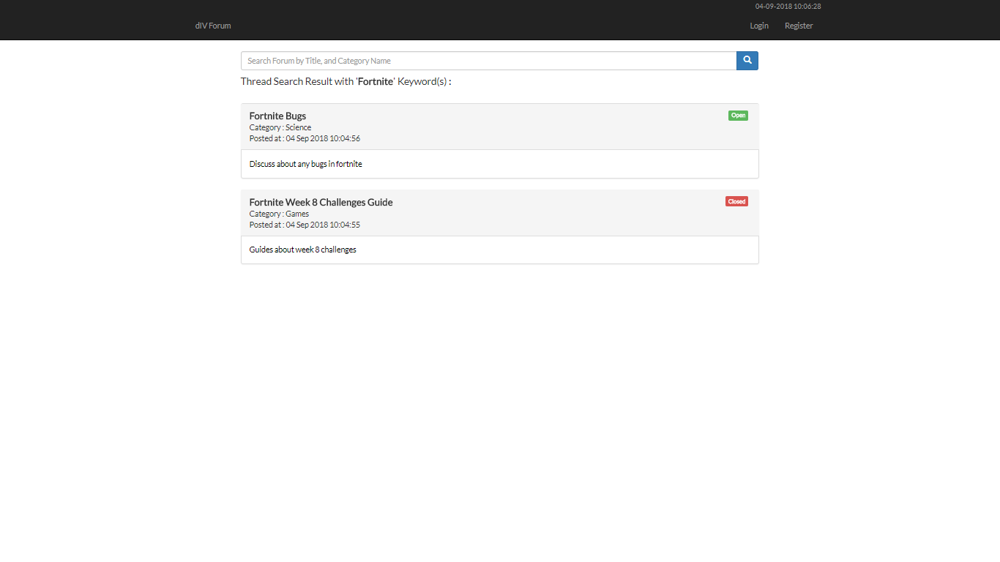 04-09-2018 10:06:28
dIV Forum
Login
Register
Search Forum by Title, and Category Name
Thread Search Result with 'Fortnite' Keyword(s) :
Fortnite Bugs
Open
Category : Science
Posted at : 04 Sep 2018 10:04:56
Discuss about any bugs in fortnite
Fortnite Week 8 Challenges Guide
Closed
Category : Games
Posted at : 04 Sep 2018 10:04:55
Guides about week 8 challenges